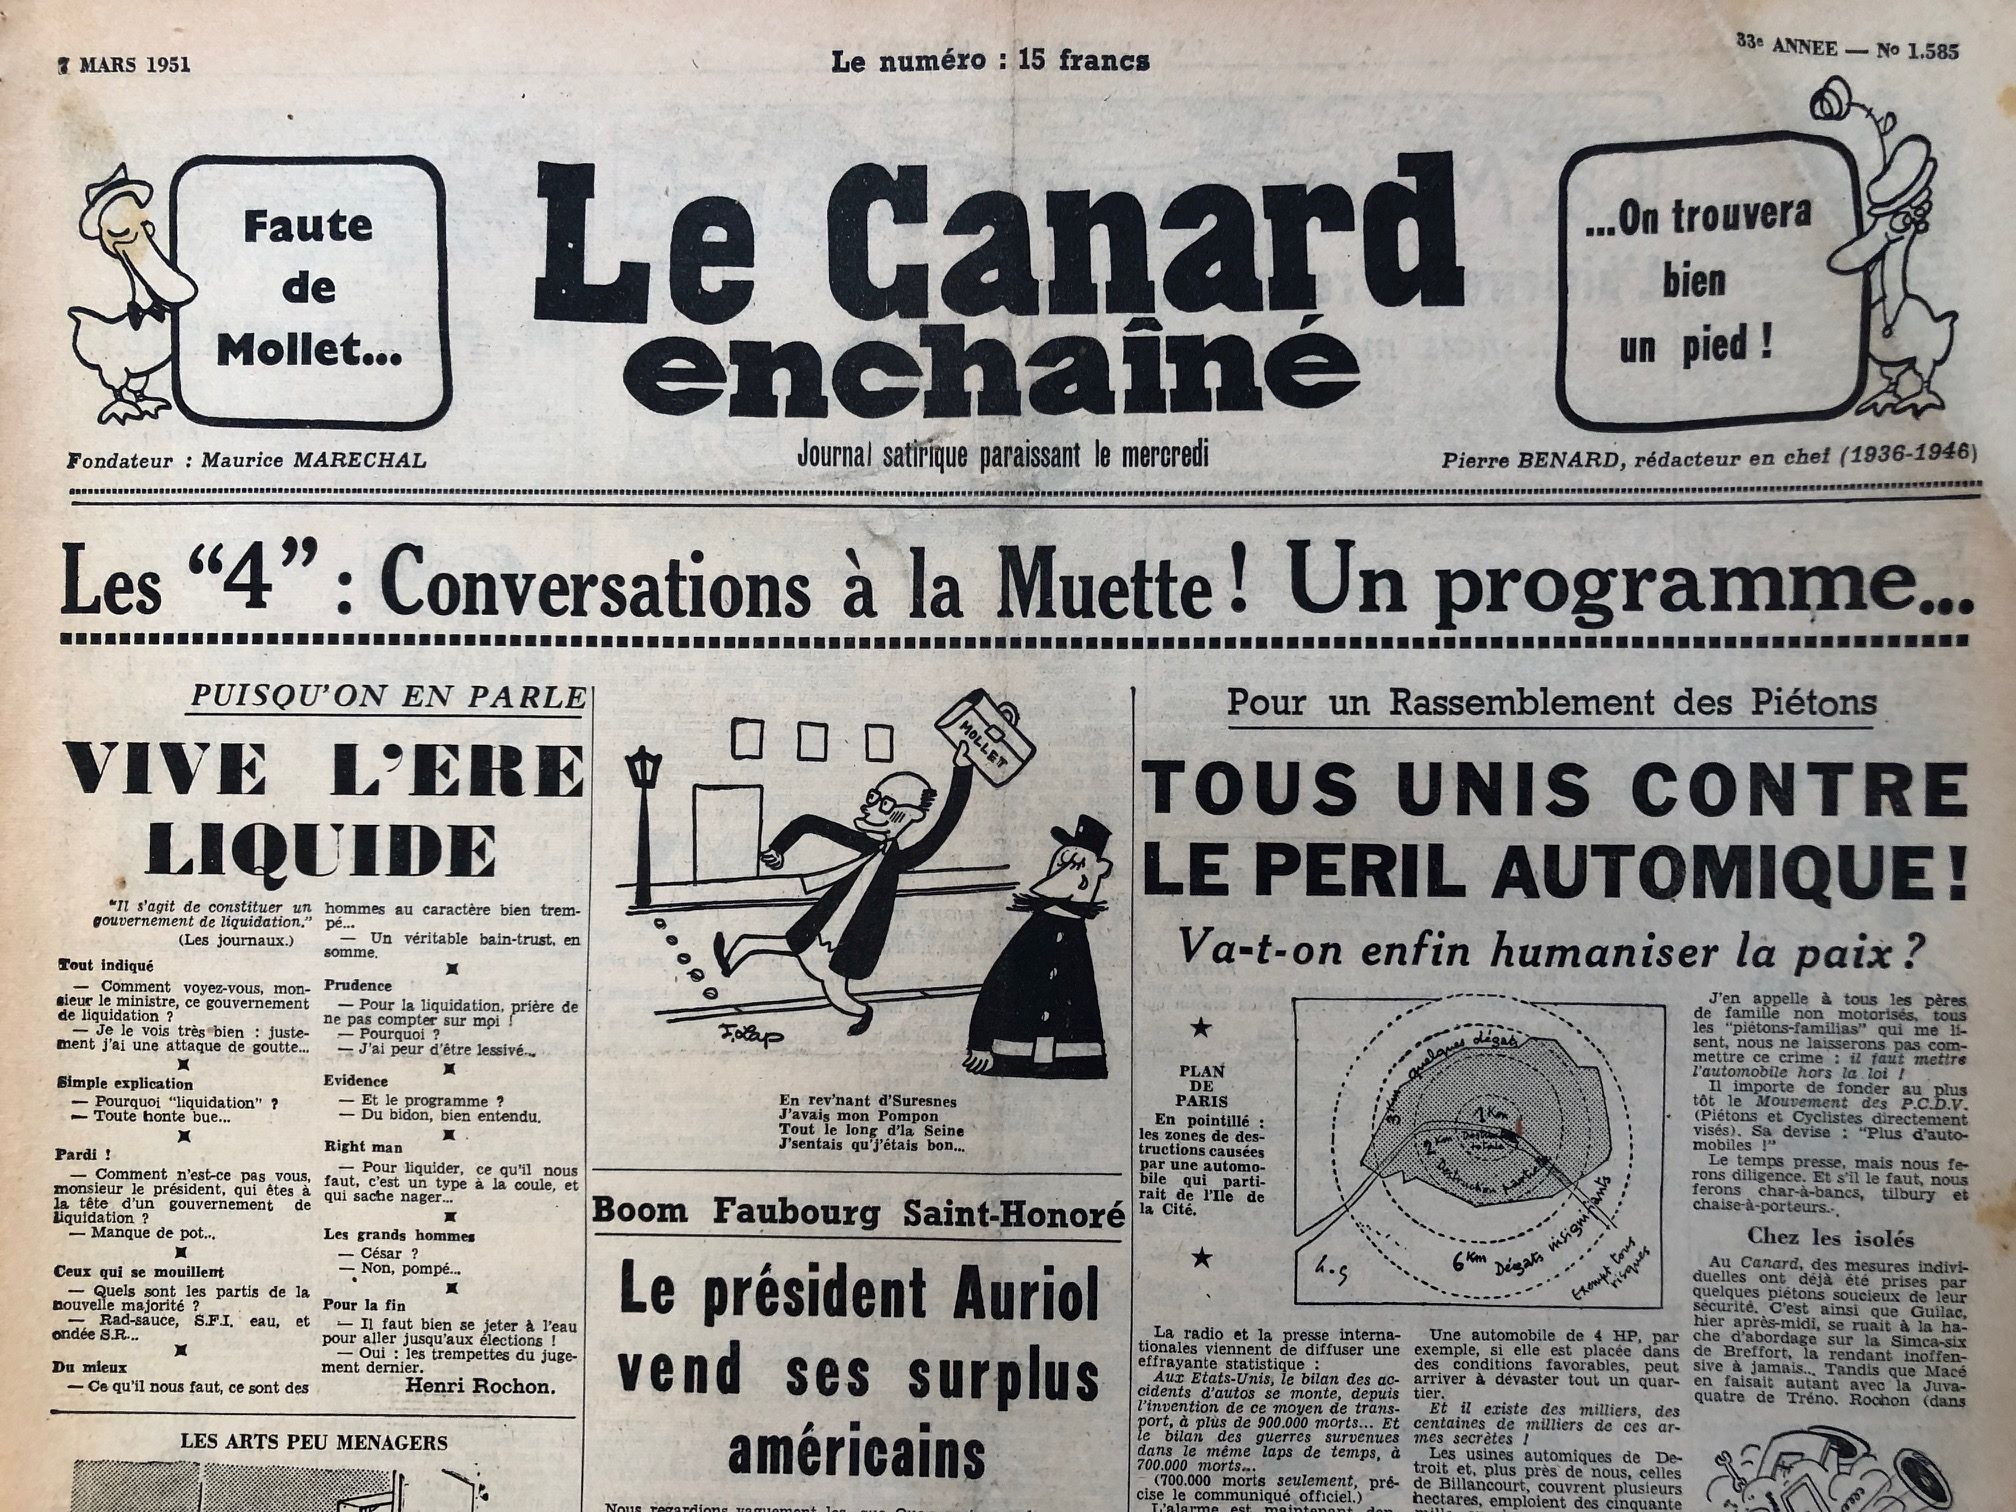 7 MARS 1951
Le numéro : 15 francs
33e ANNEE — No 1.585
Faute
de
Mollet...
Le Canard
enchaîné
...On trouvera
bien
un pied !
Fondateur : Maurice MARECHAL
Journal satirique paraissant le mercredi
Pierre BENARD, rédacteur en chef (1936-1946)
Les “4” : Conversations à la Muette ! Un programme...
PUISQU'ON EN PARLE
VIVE L'ERE
LIQUIDE
"Il s'agit de constituer un
gouvernement de liquidation."
(Les journaux.)
Tout indiqué
— Comment voyez-vous, mon-
sieur le ministre, ce gouvernement
de liquidation ?
— Je le vois très bien : juste-
ment j'ai une attaque de goutte...
Simple explication
— Pourquoi "liquidation" ?
— Toute honte bue...
Pardi !
— Comment n'est-ce pas vous,
monsieur le président, qui êtes à
la tête d'un gouvernement de
liquidation ?
— Manque de pot...
Ceux qui se mouillent
— Quels sont les partis de la
nouvelle majorité ?
— Rad-sauce, S.F.I. eau, et
ondée S.R...
Du mieux
— Ce qu'il nous faut, ce sont des
hommes au caractère bien trem-
pé...
— Un véritable bain-trust, en
somme.
Prudence
— Pour la liquidation, prière de
ne pas compter sur moi !
— Pourquoi ?
— J'ai peur d'être lessivé...
Evidence
— Et le programme ?
— Du bidon, bien entendu.
Right man
— Pour liquider, ce qu'il nous
faut, c'est un type à la coule, et
qui sache nager...
Les grands hommes
— César ?
— Non, pompé...
Pour la fin
— Il faut bien se jeter à l'eau
pour aller jusqu'aux élections !
— Oui : les trempettes du juge-
ment dernier.
Henri Rochon.
LES ARTS PEU MENAGERS
MOLLET
F. Lap
En rev'nant d'Suresnes
J'avais mon Pompon
Tout le long d'la Seine
J'sentais qu'j'étais bon...
Boom Faubourg Saint-Honoré
Le président Auriol
vend ses surplus
américains
Nous regardions vaguement les
Pour un Rassemblement des Piétons
TOUS UNIS CONTRE
LE PERIL AUTOMIQUE !
Va-t-on enfin humaniser la paix ?
PLAN
DE
PARIS
En pointillé :
les zones de des-
tructions causées
par une automo-
bile qui parti-
rait de l'Ile de
la Cité.
3 Km quelques dégats
1 Km
Destruction totale
2 Km Destruction partielle
6 Km Dégats insignifiants
Exempt tous
risques
h.g
La radio et la presse interna-
tionales viennent de diffuser une
effrayante statistique :
Aux Etats-Unis, le bilan des ac-
cidents d'autos se monte, depuis
l'invention de ce moyen de trans-
port, à plus de 900.000 morts... Et
le bilan des guerres survenues
dans le même laps de temps, à
700.000 morts...
(700.000 morts seulement, pré-
cise le communiqué officiel.)
L'alarme est maintenant
Une automobile de 4 HP, par
exemple, si elle est placée dans
des conditions favorables, peut
arriver à dévaster tout un quar-
tier.
Et il existe des milliers, des
centaines de milliers de ces ar-
mes secrètes !
Les usines automiques de De-
troit et, plus près de nous, celles
de Billancourt, couvrent plusieurs
hectares, emploient des cinquante
J'en appelle à tous les pères
de famille non motorisés, tous
les "piétons-familias" qui me li-
sent, nous ne laisserons pas com-
mettre ce crime : il faut mettre
l'automobile hors la loi !
Il importe de fonder au plus
tôt le Mouvement des P.C.D.V.
(Piétons et Cyclistes directement
visés). Sa devise : "Plus d'auto-
mobiles !"
Le temps presse, mais nous fe-
rons diligence. Et s'il le faut, nous
ferons char-à-bancs, tilbury et
chaise-à-porteurs...
Chez les isolés
Au Canard, des mesures indivi-
duelles ont déjà été prises par
quelques piétons soucieux de leur
sécurité. C'est ainsi que Guilac,
hier après-midi, se ruait à la ha-
che d'abordage sur la Simca-six
de Breffort, la rendant inoffen-
sive à jamais... Tandis que Macé
en faisait autant avec la Juva-
quatre de Tréno. Rochon (dans